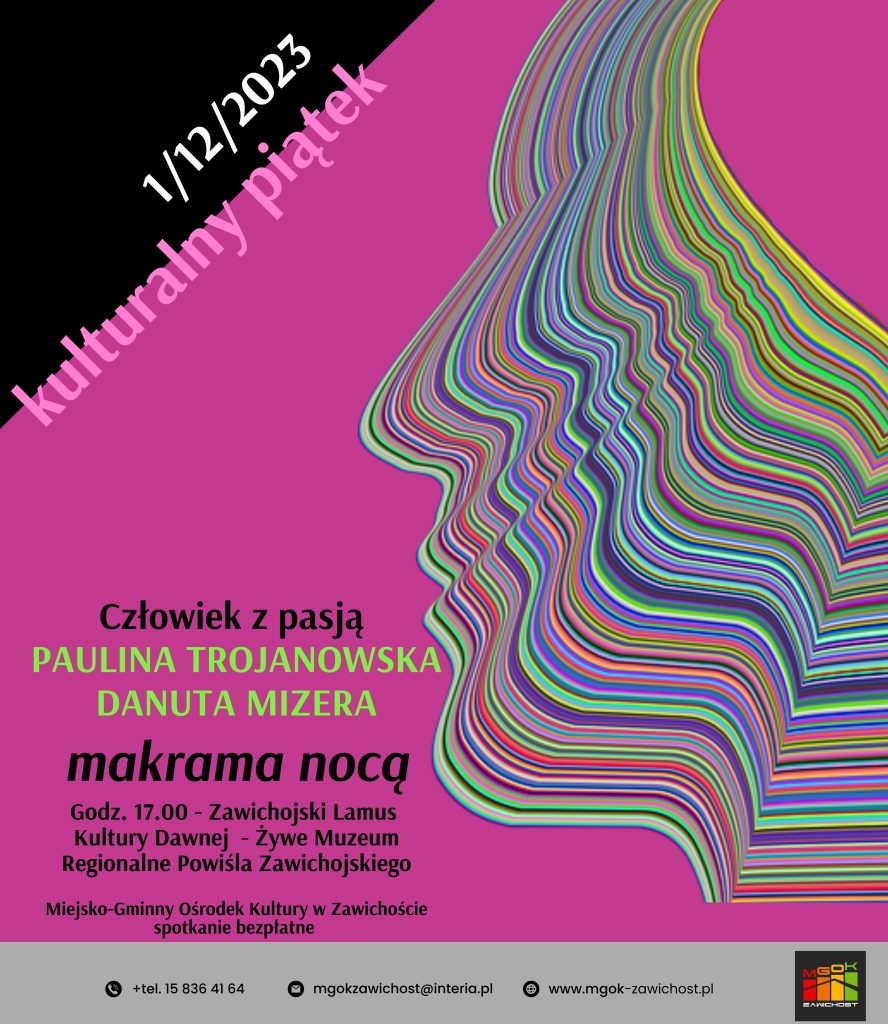 1/12/2023
kulturalny piątek
Człowiek z pasją
PAULINA TROJANOWSKA
DANUTA MIZERA
makrama nocą
Godz. 17.00 - Zawichojski Lamus
Kultury Dawnej - Żywe Muzeum
Regionalne Powiśla Zawichojskiego
Miejsko-Gminny Ośrodek Kultury w Zawichoście
spotkanie bezpłatne
+tel. 15 836 41 64
mgokzawichost@interia.pl
www.mgok-zawichost.pl
MGOK
ZAWICHOST